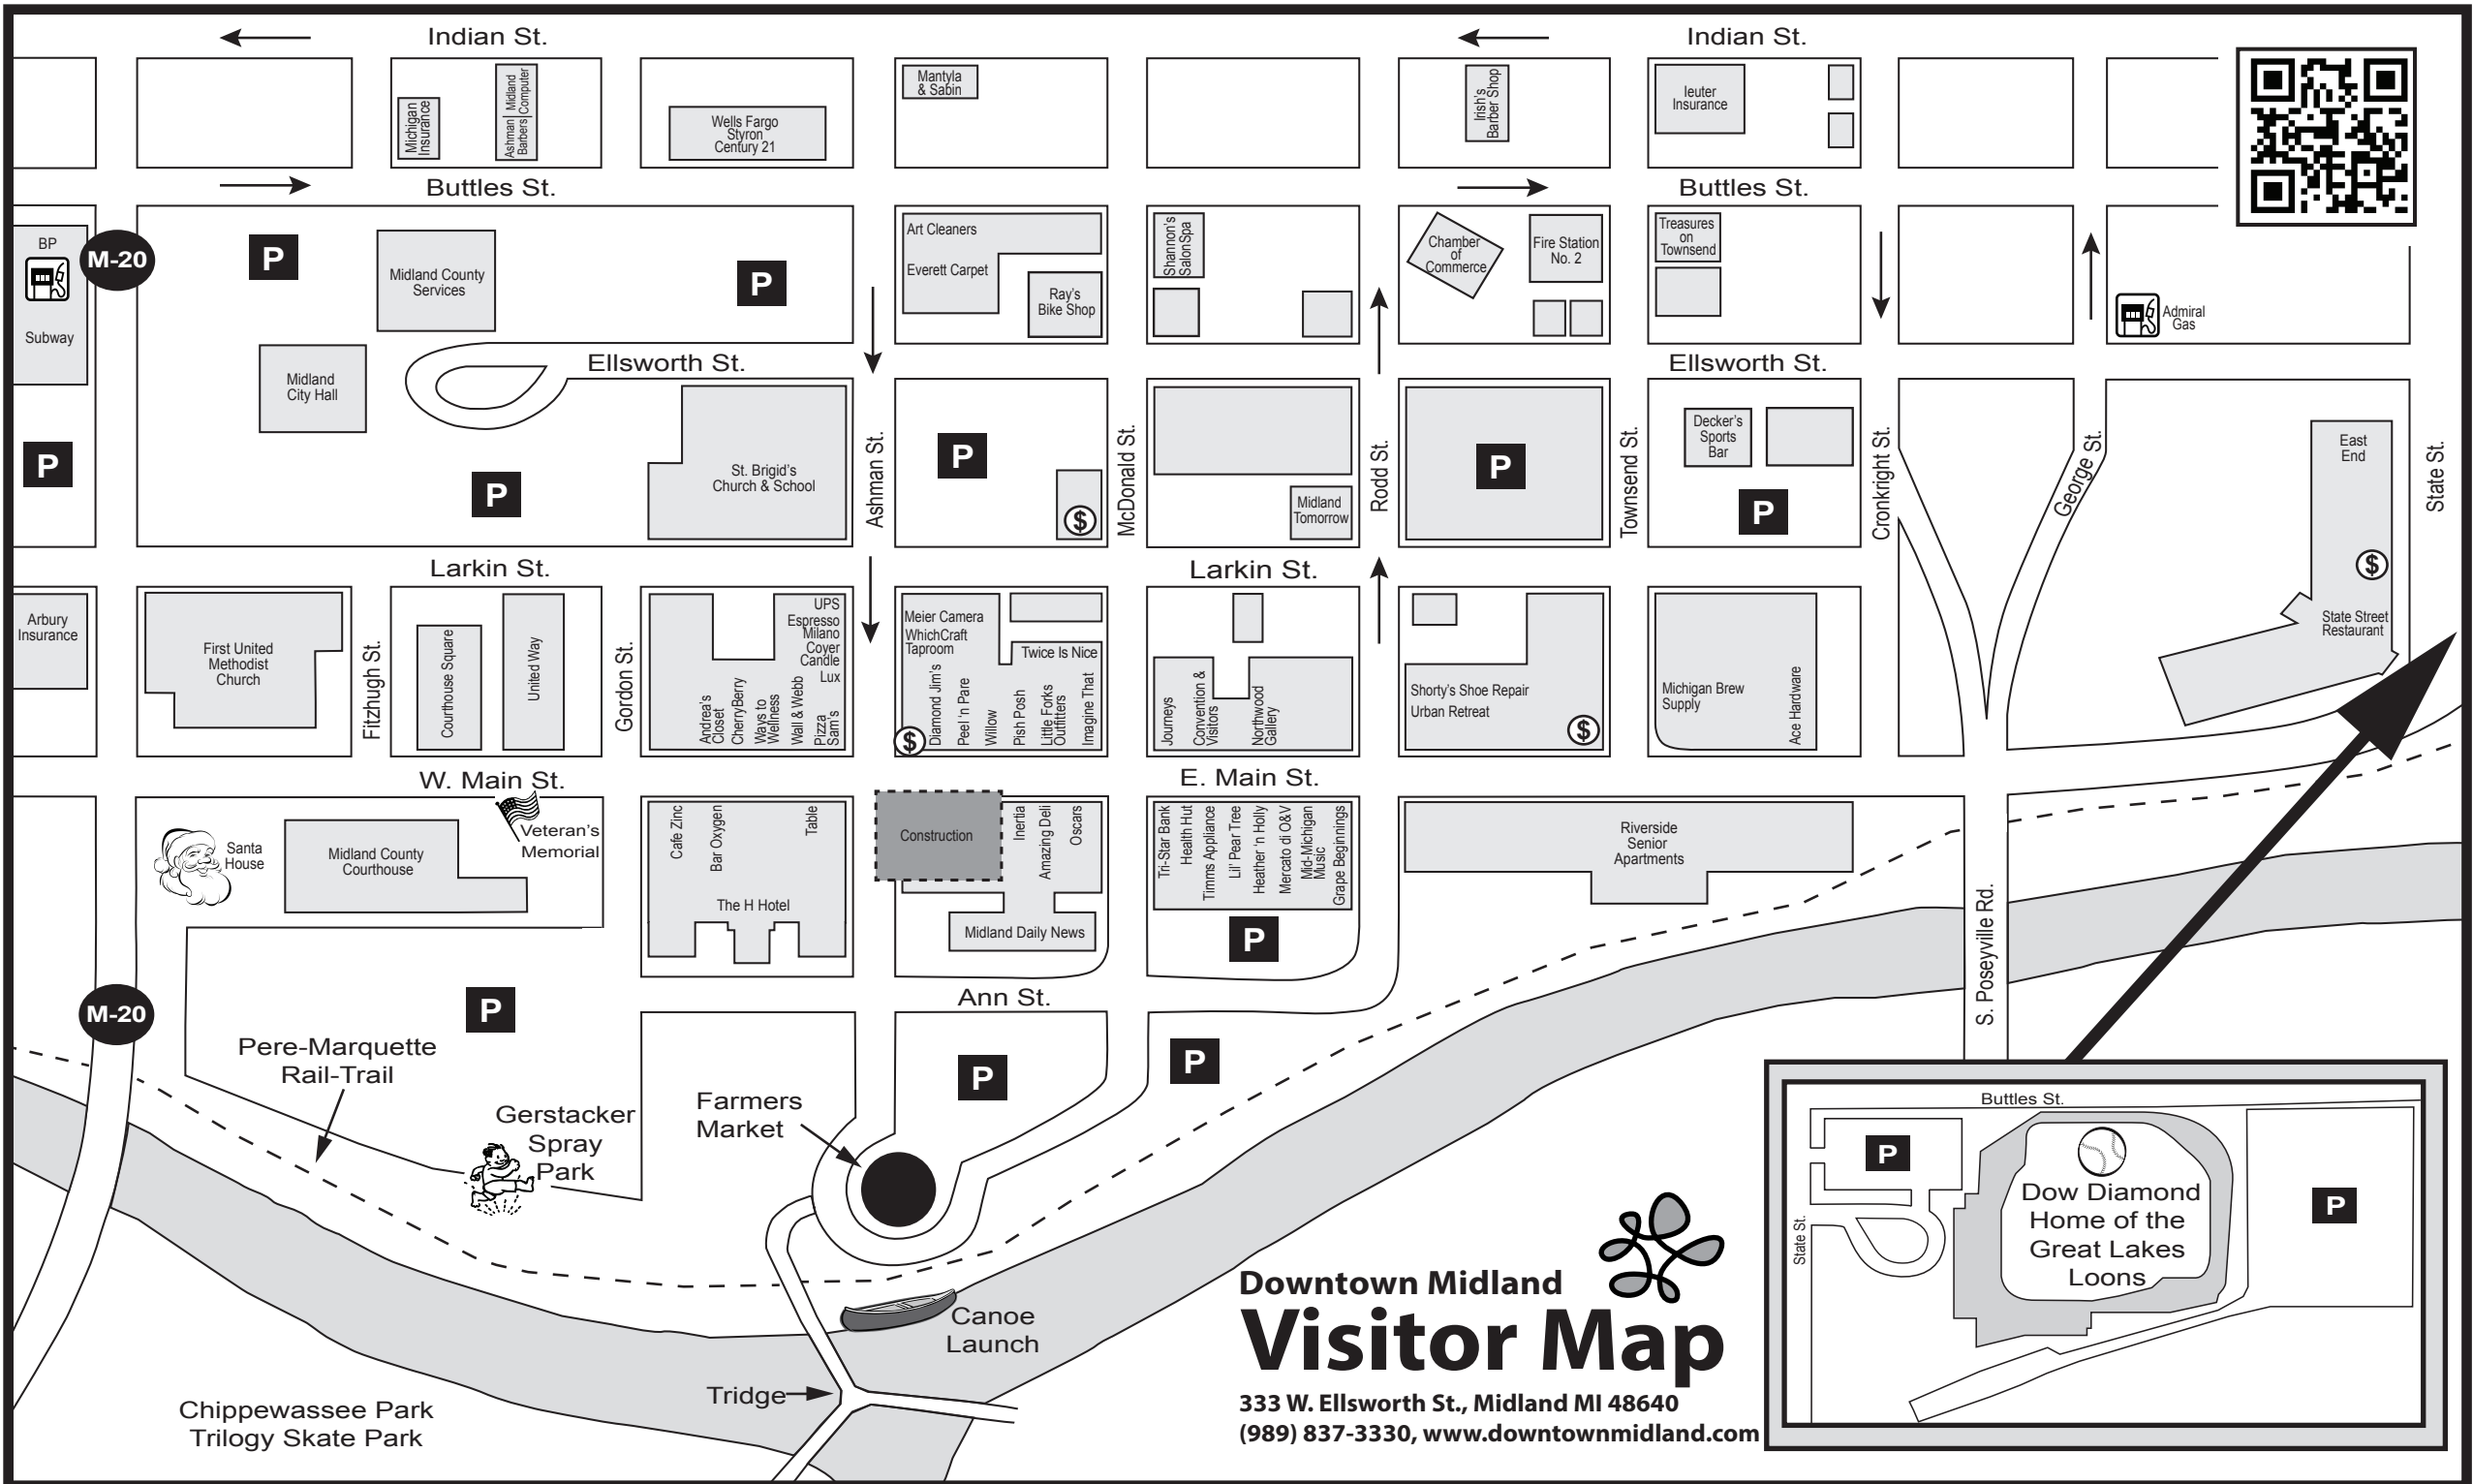 Indian St.
Indian St.
Michigan
Insurance
Ashman
Barbers
Midland
Computer
Wells Fargo
Styron
Century 21
Mantyla
& Sabin
Irish's
Barber Shop
Ieuter
Insurance
Buttles St.
Buttles St.
BP
M-20
Subway
P
Midland County
Services
P
Art Cleaners
Everett Carpet
Ray's
Bike Shop
Shannon's
SalonSpa
Chamber
of
Commerce
Fire Station
No. 2
Treasures
on
Townsend
Admiral
Gas
Ellsworth St.
Ellsworth St.
Midland
City Hall
P
P
St. Brigid's
Church & School
Ashman St.
P
$
McDonald St.
Midland
Tomorrow
Rodd St.
P
Townsend St.
Decker's
Sports
Bar
P
Cronkright St.
George St.
East
End
$
State Street
Restaurant
State St.
Larkin St.
Larkin St.
Arbury
Insurance
First United
Methodist
Church
Fitzhugh St.
Courthouse Square
United Way
Gordon St.
UPS
Espresso
Milano
Coyer
Candle
Lux
Andrea's
Closet
CherryBerry
Ways to
Wellness
Wall & Webb
Pizza
Sam's
Meier Camera
WhichCraft
Taproom
Twice Is Nice
$
Diamond Jim's
Peel 'n Pare
Willow
Pish Posh
Little Forks
Outfitters
Imagine That
Journeys
Convention &
Visitors
Northwood
Gallery
Shorty's Shoe Repair
Urban Retreat
$
Michigan Brew
Supply
Ace Hardware
W. Main St.
E. Main St.
Santa
House
Midland County
Courthouse
Veteran's
Memorial
Cafe Zinc
Bar Oxygen
Table
The H Hotel
Construction
Inertia
Amazing Deli
Oscars
Midland Daily News
Tri-Star Bank
Health Hut
Timms Appliance
Lil' Pear Tree
Heather 'n Holly
Mercato di O&V
Mid-Michigan
Music
Grape Beginnings
P
Riverside
Senior
Apartments
S. Poseyville Rd.
M-20
P
Ann St.
P
P
Pere-Marquette
Rail-Trail
Gerstacker
Spray
Park
Farmers
Market
Canoe
Launch
Tridge
Chippewassee Park
Trilogy Skate Park
Downtown Midland
Visitor Map
333 W. Ellsworth St., Midland MI 48640
(989) 837-3330, www.downtownmidland.com
Buttles St.
P
State St.
Dow Diamond
Home of the
Great Lakes
Loons
P